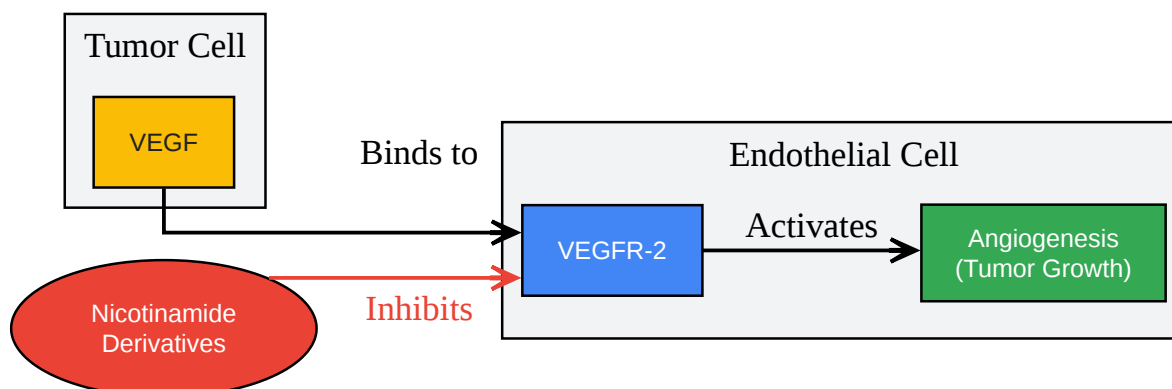 Tumor Cell
VEGF
Binds to
Endothelial Cell
VEGFR-2
Activates
Angiogenesis
(Tumor Growth)
Inhibits
Nicotinamide
Derivatives